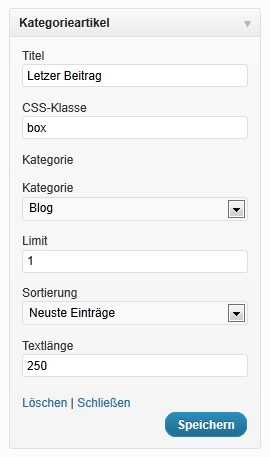 Kategorieartikel
Titel
Letzer Beitrag
CSS-Klasse
box
Kategorie
Kategorie
Blog
Limit
1
Sortierung
Neuste Einträge
Textlänge
250
Löschen | Schließen
Speichern